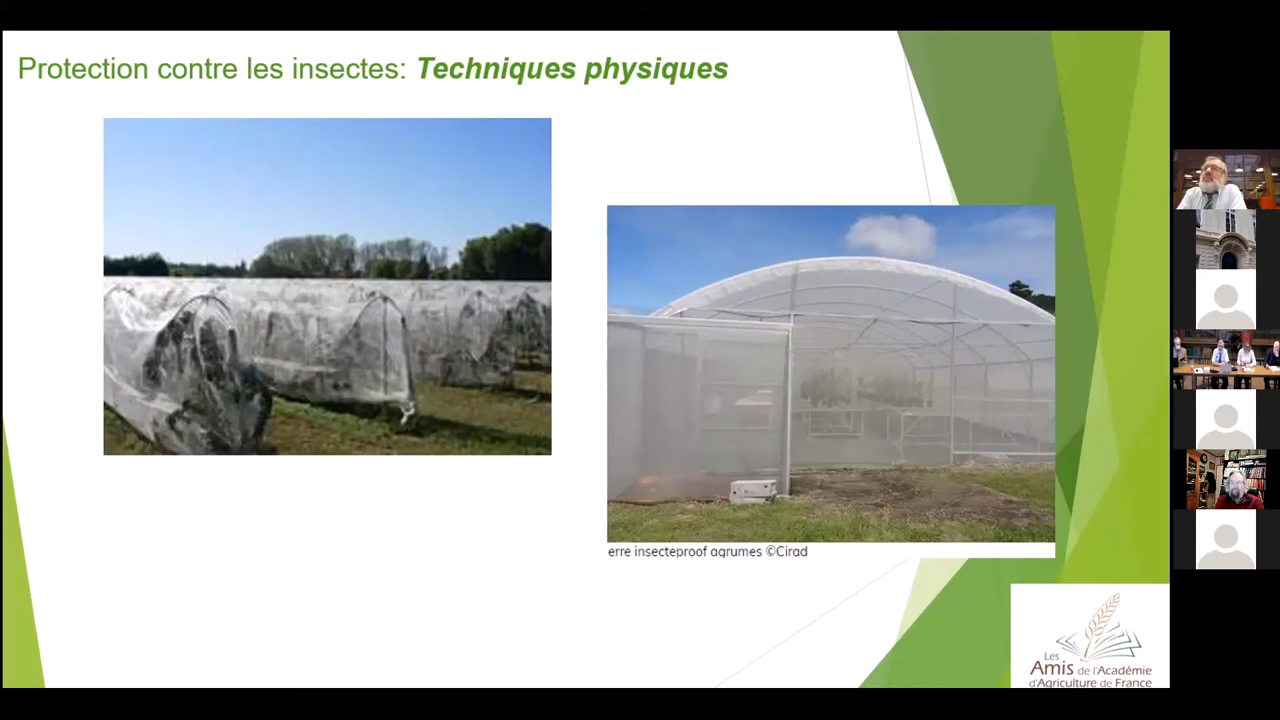 Protection contre les insectes: Techniques physiques
erre insecteproof agrumes ©Cirad
Les
Amis de l'Académie
d'Agriculture de France